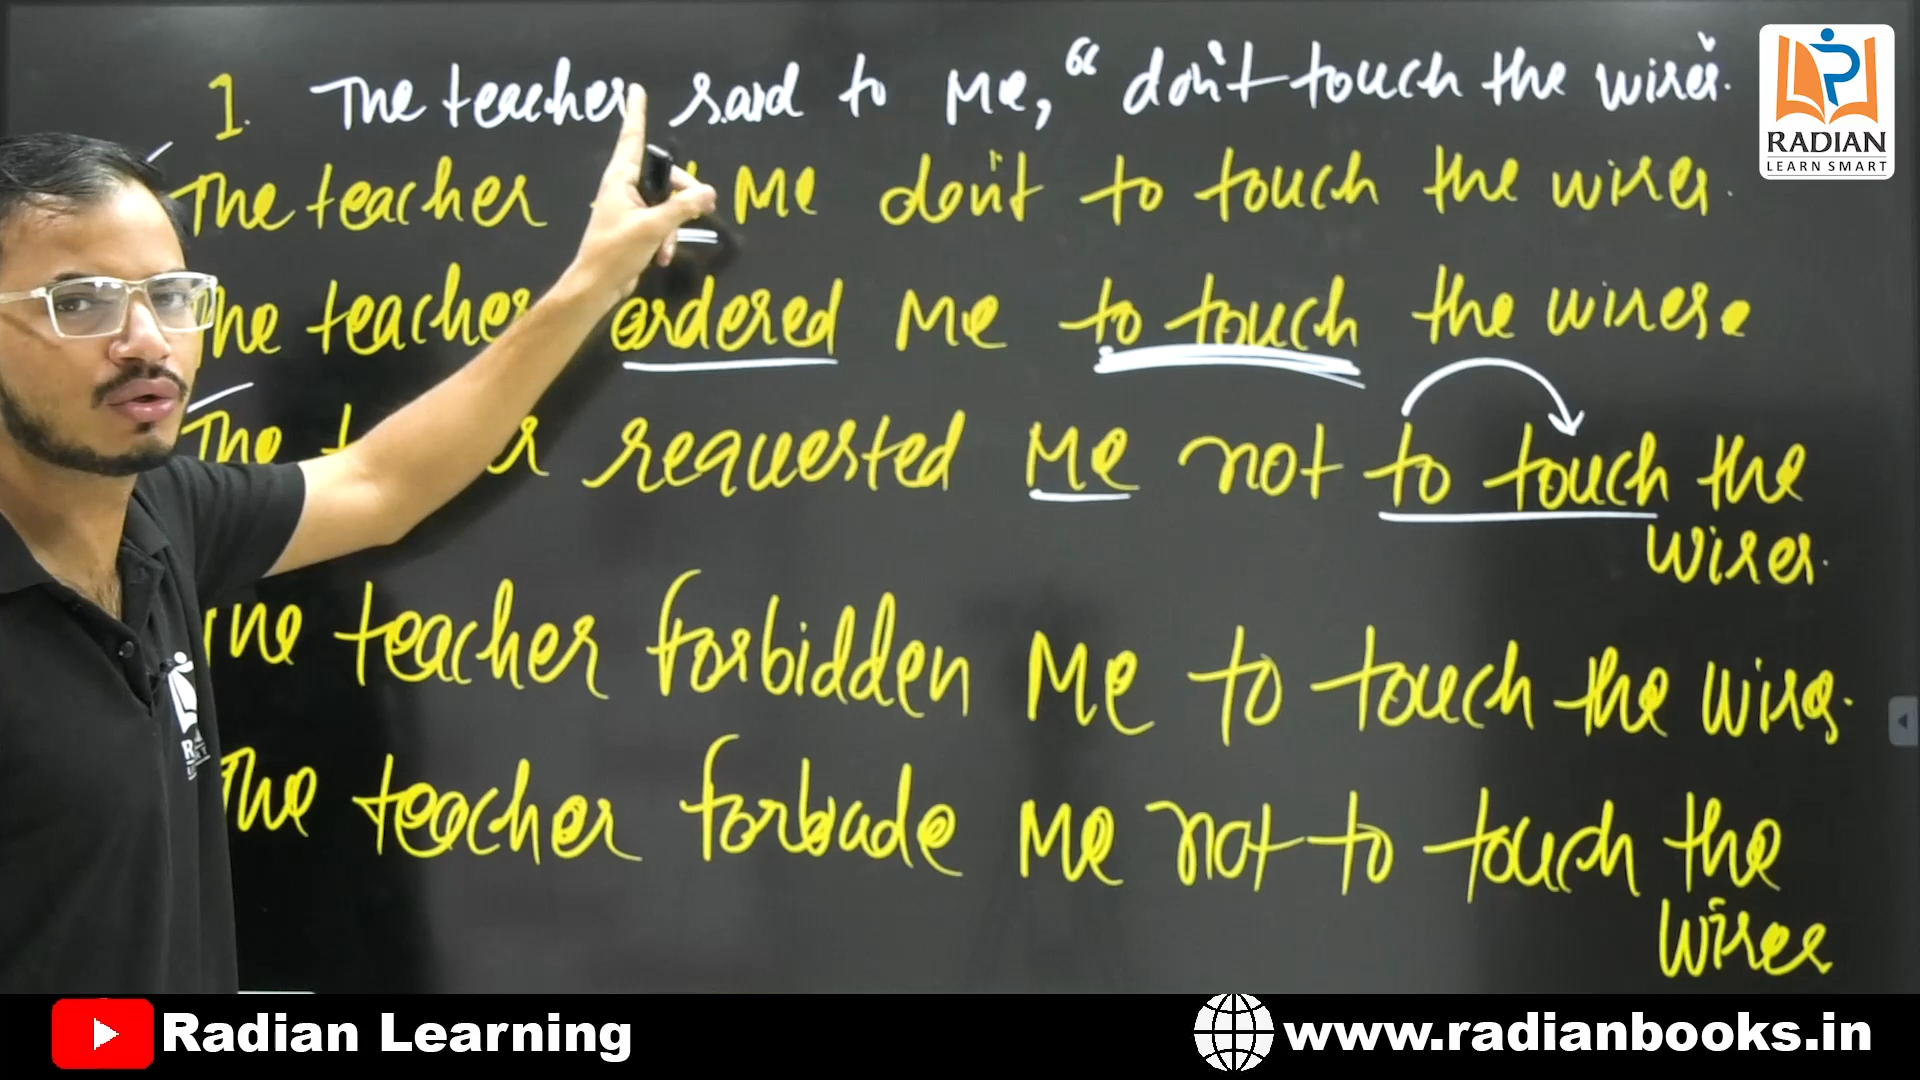 1. The teacher said to Me, “don't touch the wires.
The teacher Me don't to touch the wires.
The teacher ordered Me to touch the wires.
The requested Me not to touch the
wires.
The teacher forbidden Me to touch the wires.
The teacher forbade Me not to touch the
wires
RADIAN
LEARN SMART
Radian Learning
www.radianbooks.in